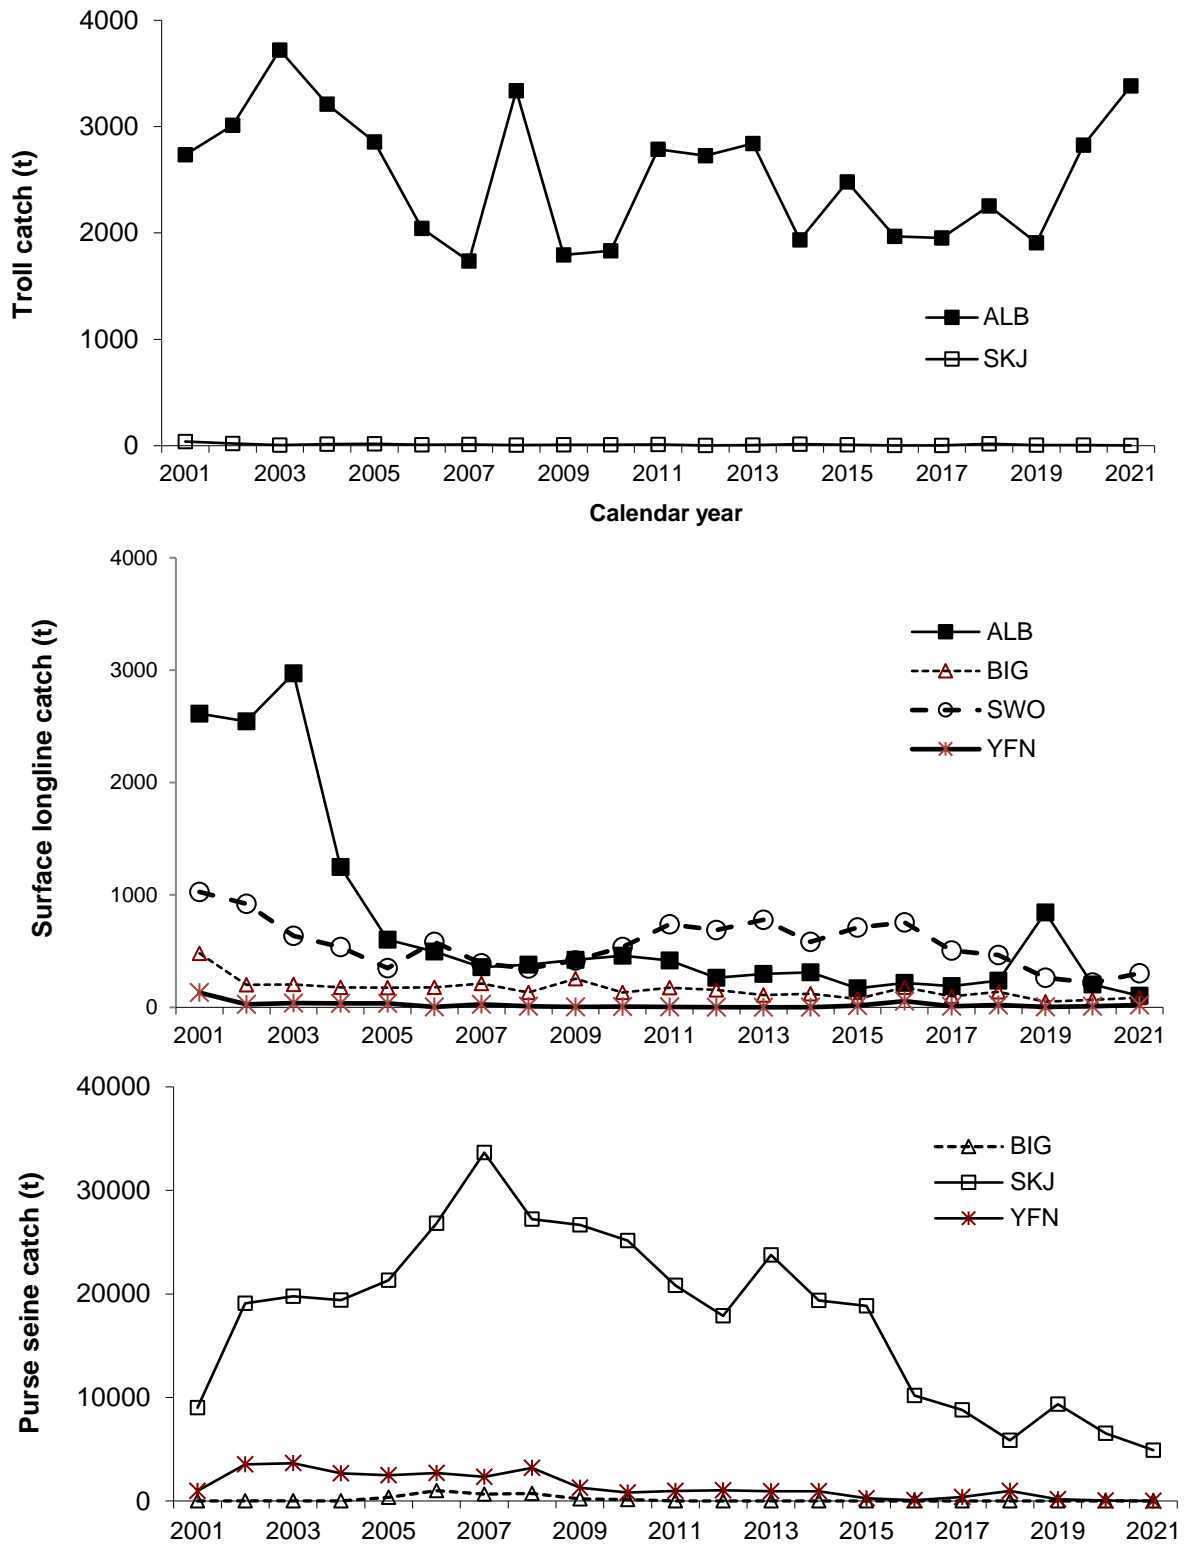 Troll catch (t)
4000
3000
2000
1000
0
ALB
SKJ
2001 2003 2005 2007 2009 2011 2013 2015 2017 2019 2021
Calendar year
Surface longline catch (t)
4000
3000
2000
1000
0
ALB
BIG
SWO
YFN
2001 2003 2005 2007 2009 2011 2013 2015 2017 2019 2021
Purse seine catch (t)
40000
30000
20000
10000
0
BIG
SKJ
YFN
2001 2003 2005 2007 2009 2011 2013 2015 2017 2019 2021